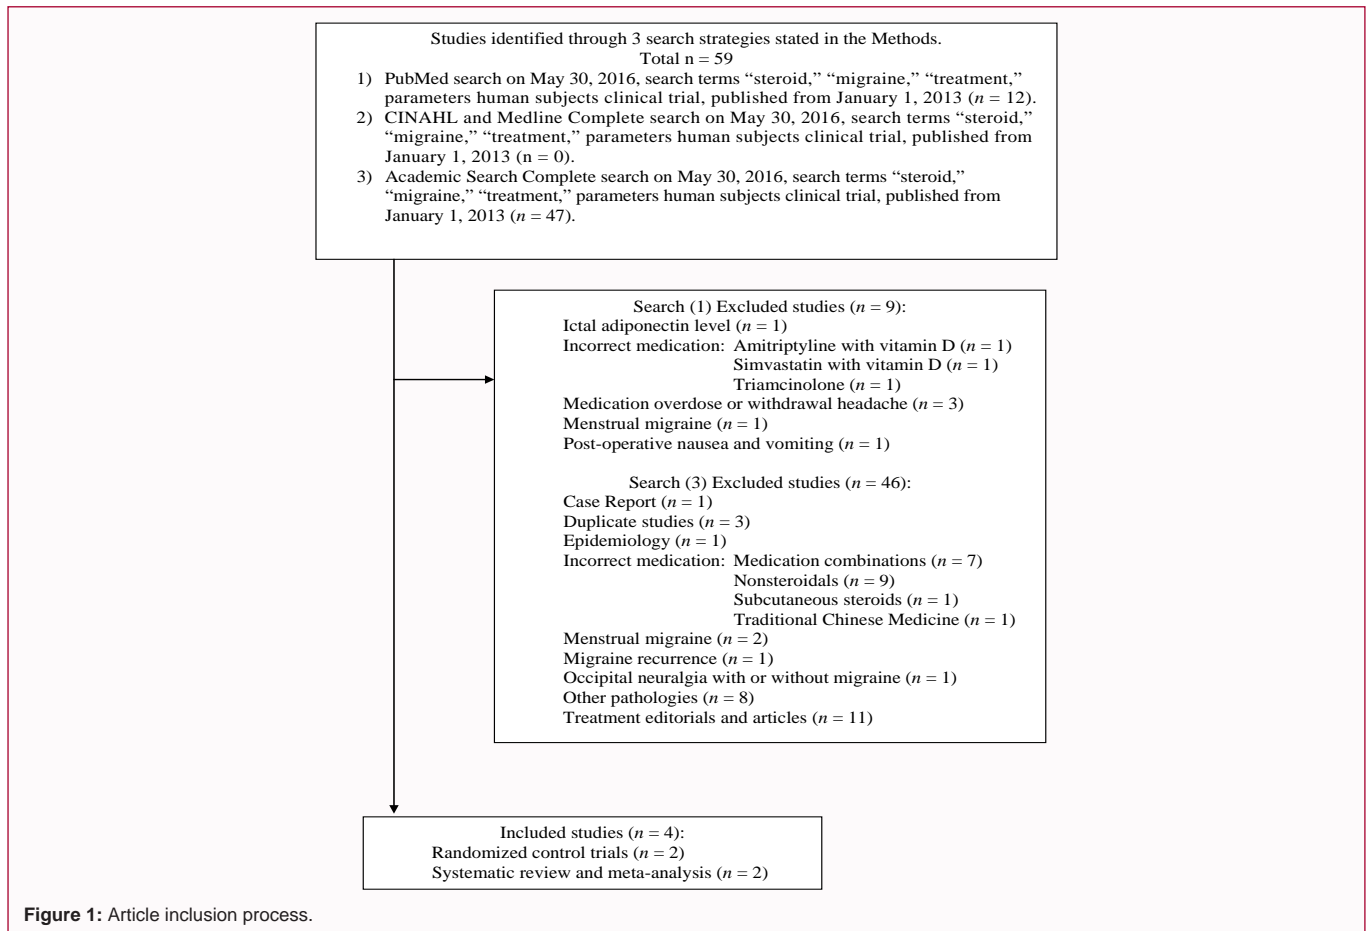 Studies identified through 3 search strategies stated in the Methods.
Total n = 59
1) PubMed search on May 30, 2016, search terms “steroid,” “migraine,” “treatment,”
parameters human subjects clinical trial, published from January 1, 2013 (n = 12).
2) CINAHL and Medline Complete search on May 30, 2016, search terms “steroid,”
“migraine,” “treatment,” parameters human subjects clinical trial, published from
January 1, 2013 (n = 0).
3) Academic Search Complete search on May 30, 2016, search terms “steroid,”
“migraine,” “treatment,” parameters human subjects clinical trial, published from
January 1, 2013 (n = 47).
Search (1) Excluded studies (n = 9):
Ictal adiponectin level (n = 1)
Incorrect medication: Amitriptyline with vitamin D (n = 1)
Simvastatin with vitamin D (n = 1)
Triamcinolone (n = 1)
Medication overdose or withdrawal headache (n = 3)
Menstrual migraine (n = 1)
Post-operative nausea and vomiting (n = 1)
Search (3) Excluded studies (n = 46):
Case Report (n = 1)
Duplicate studies (n = 3)
Epidemiology (n = 1)
Incorrect medication: Medication combinations (n = 7)
Nonsteroidals (n = 9)
Subcutaneous steroids (n = 1)
Traditional Chinese Medicine (n = 1)
Menstrual migraine (n = 2)
Migraine recurrence (n = 1)
Occipital neuralgia with or without migraine (n = 1)
Other pathologies (n = 8)
Treatment editorials and articles (n = 11)
Included studies (n = 4):
Randomized control trials (n = 2)
Systematic review and meta-analysis (n = 2)
Figure 1: Article inclusion process.